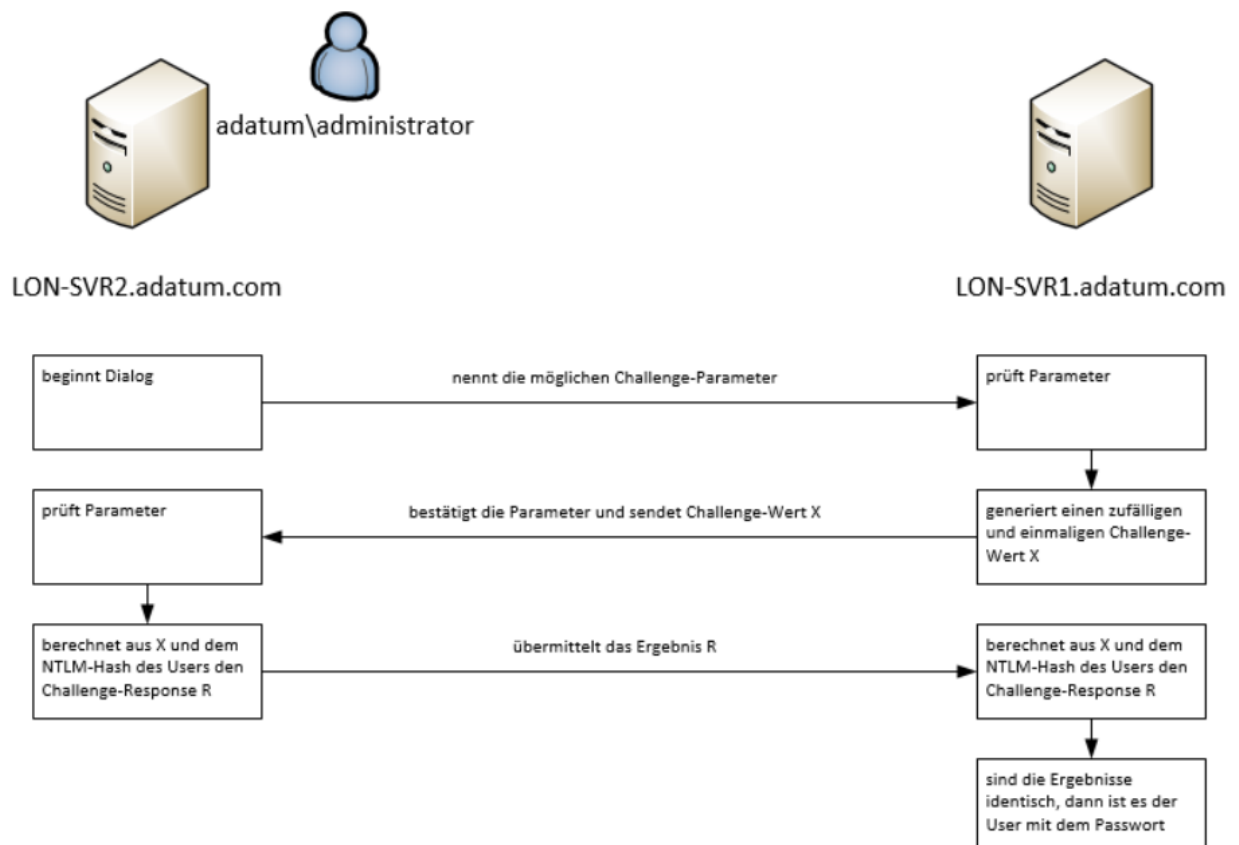 adatum\administrator
LON-SVR2.adatum.com
LON-SVR1.adatum.com
beginnt Dialog
nennt die möglichen Challenge-Parameter
prüft Parameter
prüft Parameter
bestätigt die Parameter und sendet Challenge-Wert X
generiert einen zufälligen
und einmaligen Challenge-
Wert X
berechnet aus X und dem
NTLM-Hash des Users den
Challenge-Response R
übermittelt das Ergebnis R
berechnet aus X und dem
NTLM-Hash des Users den
Challenge-Response R
sind die Ergebnisse
identisch, dann ist es der
User mit dem Passwort